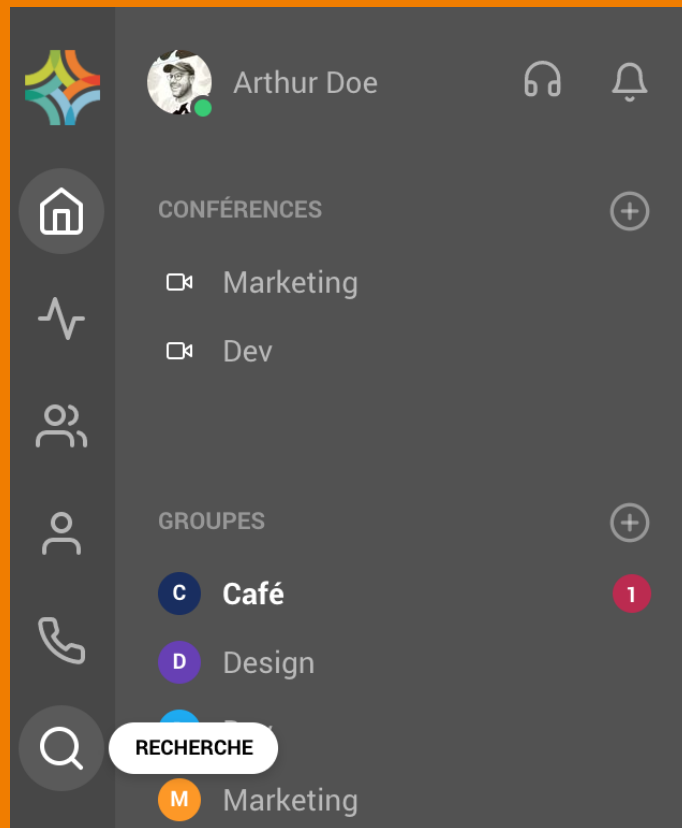 Arthur Doe
CONFÉRENCES
Marketing
Dev
GROUPES
C Café 1
D Design
RECHERCHE
M Marketing